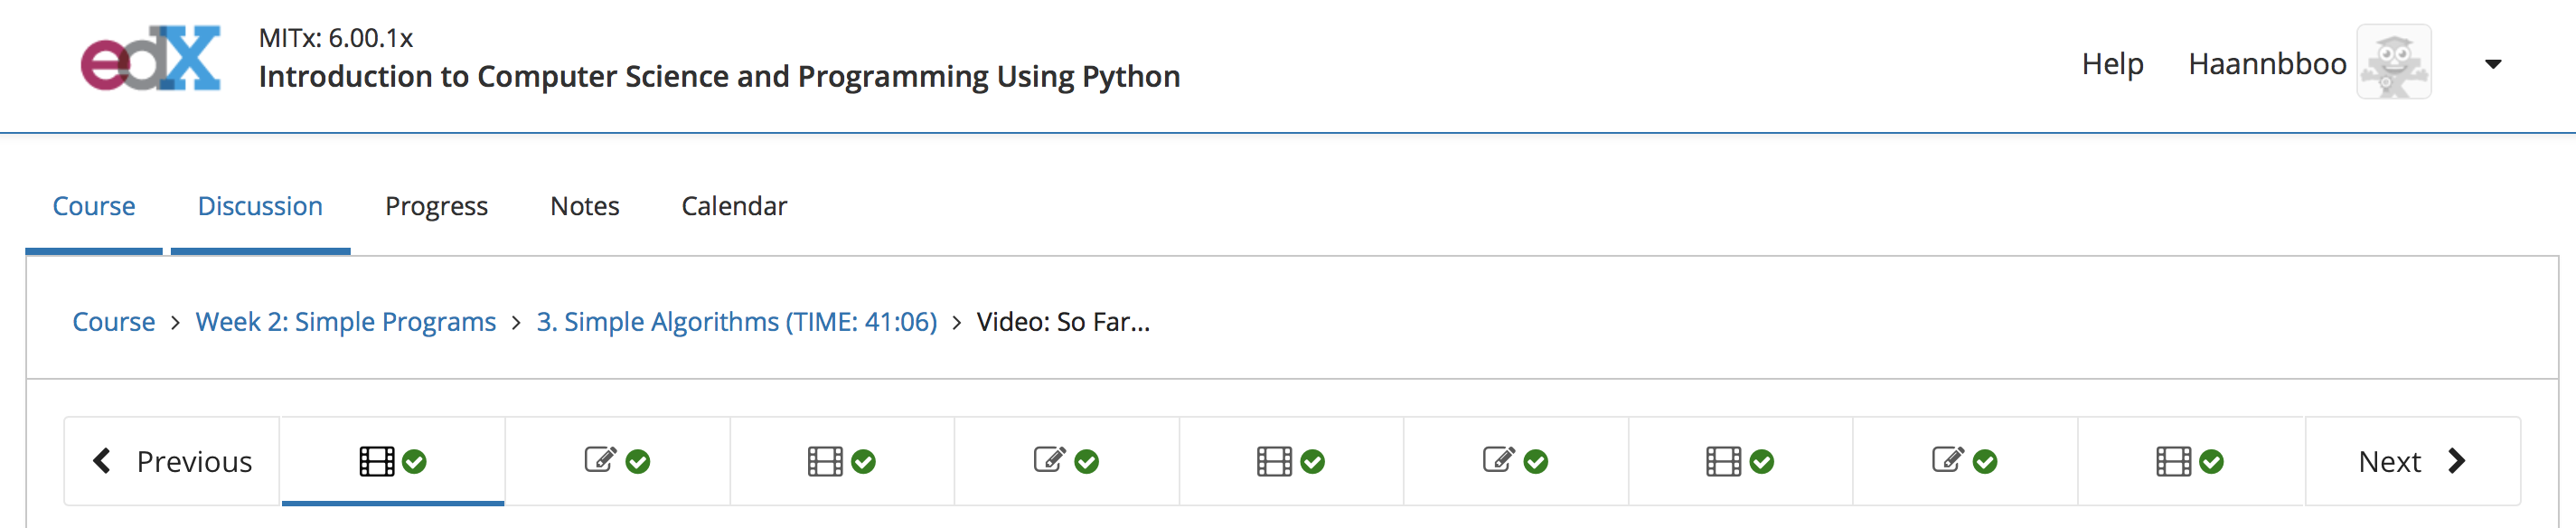 edX
MITx: 6.00.1x
Introduction to Computer Science and Programming Using Python
Help Haannbboo
Course Discussion Progress Notes Calendar
Course > Week 2: Simple Programs > 3. Simple Algorithms (TIME: 41:06) > Video: So Far...
Previous Next